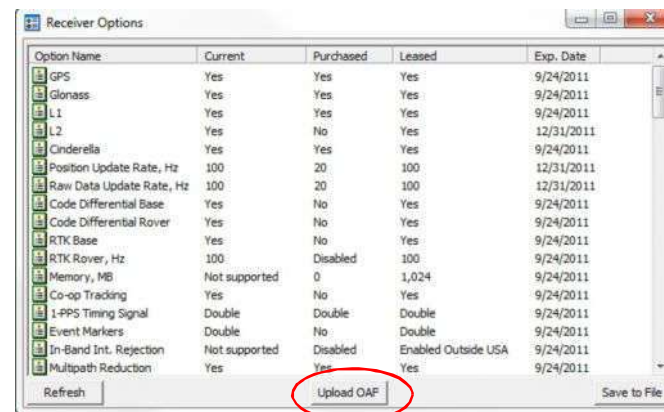 Receiver Options
Option Name Current Purchased Leased Exp. Date
GPS Yes Yes Yes 9/24/2011
Glonass Yes Yes Yes 9/24/2011
L1 Yes Yes Yes 9/24/2011
L2 Yes No Yes 12/31/2011
Cinderella Yes Yes Yes 9/24/2011
Position Update Rate, Hz 100 20 100 12/31/2011
Raw Data Update Rate, Hz 100 20 100 12/31/2011
Code Differential Base Yes No Yes 9/24/2011
Code Differential Rover Yes No Yes 9/24/2011
RTK Base Yes No Yes 9/24/2011
RTK Rover, Hz 100 Disabled 100 9/24/2011
Memory, MB Not supported 0 1,024 9/24/2011
Co-op Tracking Yes No Yes 9/24/2011
1-PPS Timing Signal Double Double Double 9/24/2011
Event Markers Double No Double 9/24/2011
In-Band Int. Rejection Not supported Disabled Enabled Outside USA 9/24/2011
Multipath Reduction Yes Yes Yes 9/24/2011
Refresh Upload OAF Save to File